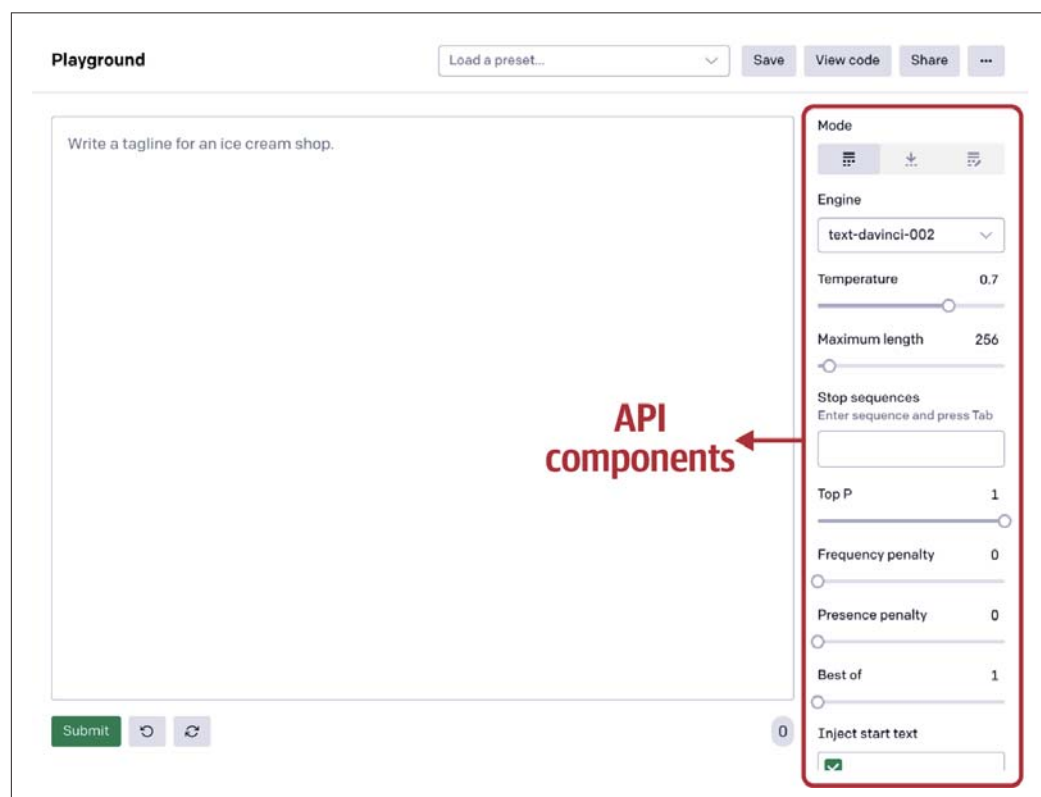 Playground
Load a preset...
Save
View code
Share
...
Write a tagline for an ice cream shop.
Mode
Engine
text-davinci-002
Temperature 0.7
Maximum length 256
Stop sequences
Enter sequence and press Tab
Top P 1
Frequency penalty 0
Presence penalty 0
Best of 1
Inject start text
API
components
Submit
0